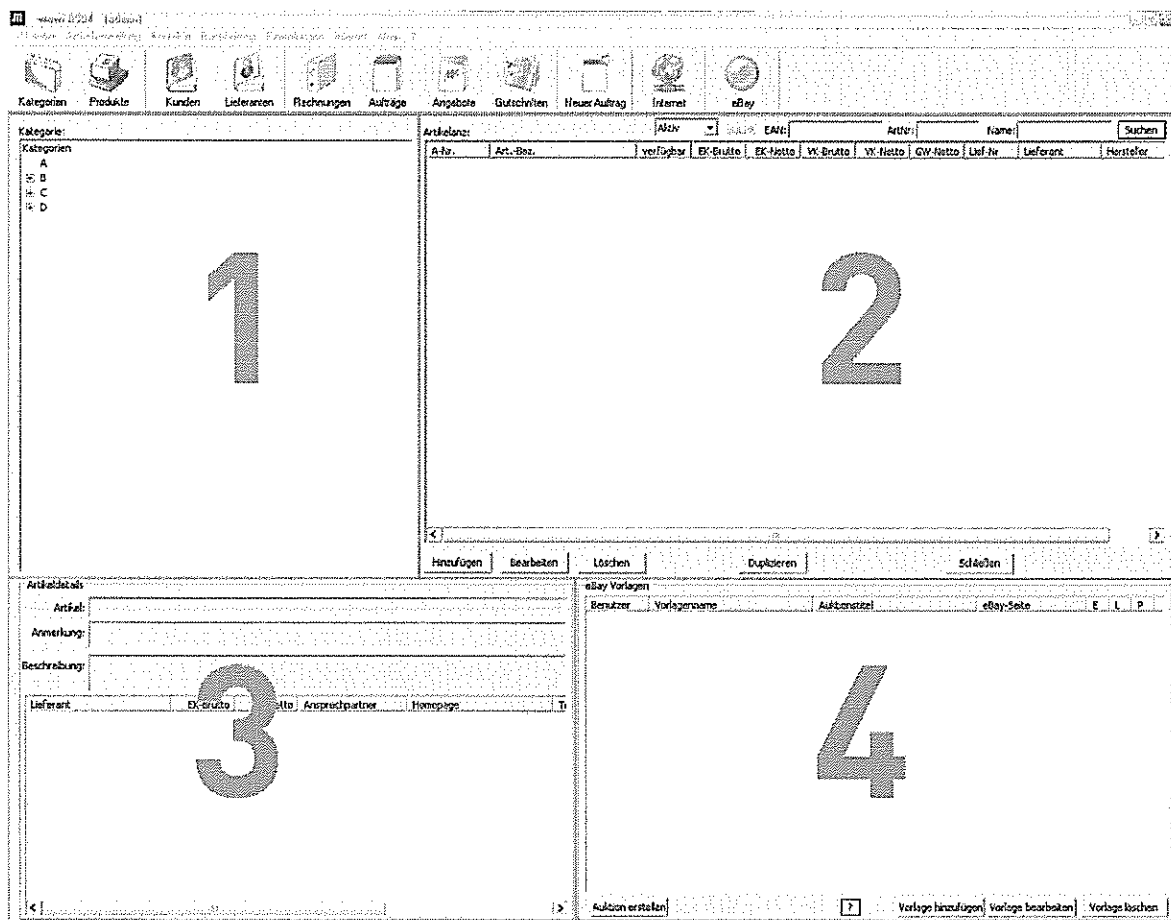 Kategorien Produkte Kunden Lieferanten Rechnungen Aufträge Angebote Gutschriften Neuer Auftrag Internet eBay
Kategorie:
Kategorien
A
B
C
D
1
Artikelanz: Aktiv EAN: ArtNr: Name: Suchen
A-Nr. Art.-Bez. verfügbar EK-Brutto EK-Netto VK-Brutto VK-Netto GW-Netto Lief-Nr Lieferant Hersteller
2
Hinzufügen Bearbeiten Löschen Duplizieren Schließen
Artikeldetails
Artikel:
Anmerkung:
Beschreibung:
Lieferant EK-Brutto Ansprechpartner Homepage
3
eBay Vorlagen
Benutzer Vorlagenname Auktionstitel eBay-Seite E L P
4
Auktion erstellen ? Vorlage hinzufügen Vorlage bearbeiten Vorlage löschen